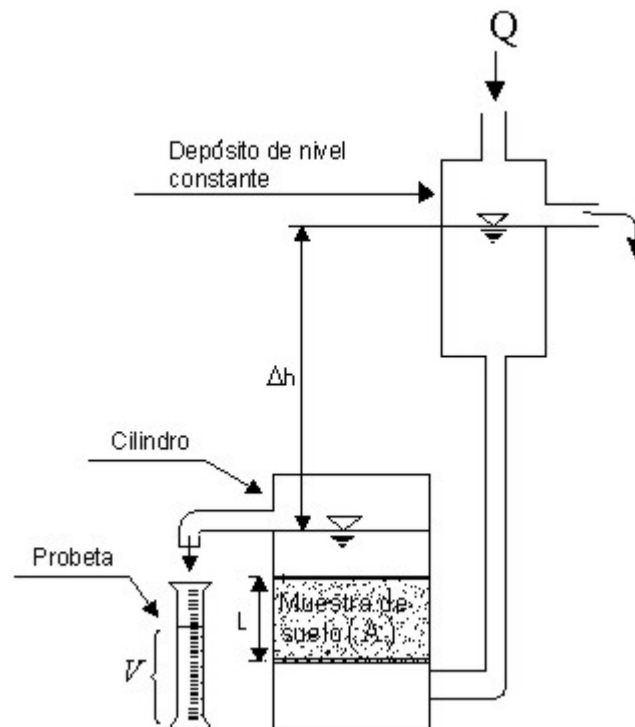 Q
Depósito de nivel
constante
Δh
Cilindro
Probeta
L
Muestra de
suelo (A)
V